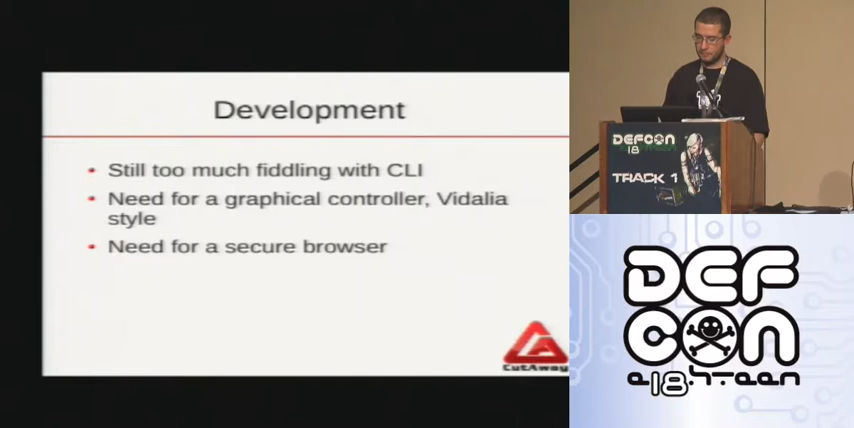 Development
Still too much fiddling with CLI
Need for a graphical controller, Vidalia
style
Need for a secure browser
CutAway
DEFCON
18
TRACK 1
DEF
CON
e18hteen